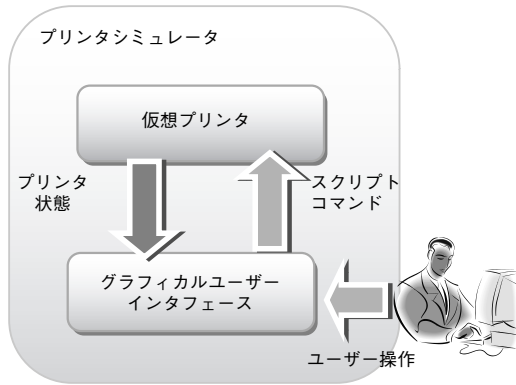 プリンタシミュレータ
仮想プリンタ
プリンタ
状態
スクリプト
コマンド
グラフィカルユーザー
インタフェース
ユーザー操作